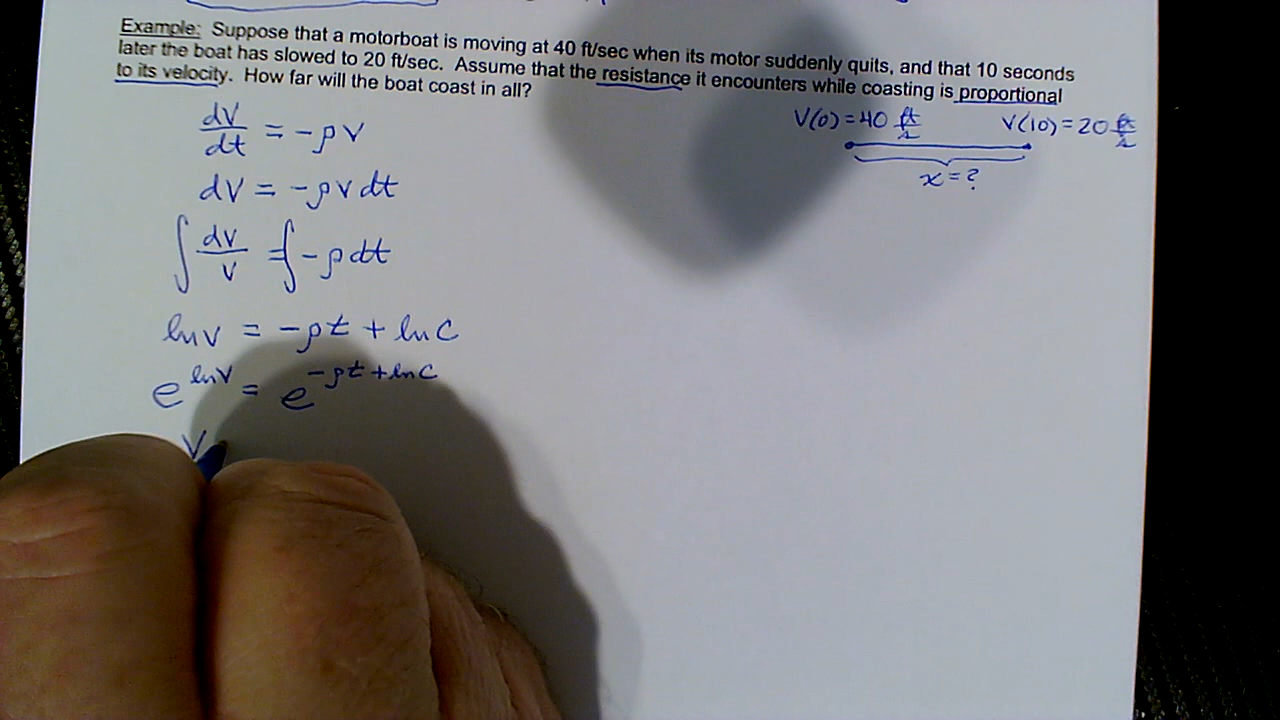 Example: Suppose that a motorboat is moving at 40 ft/sec when its motor suddenly quits, and that 10 seconds
later the boat has slowed to 20 ft/sec. Assume that the resistance it encounters while coasting is proportional
to its velocity. How far will the boat coast in all?
V(0) = 40 ft/s V(10) = 20 ft/s
x = ?
dV/dt = -ρV
dV = -ρV dt
∫ dV/V = ∫ -ρ dt
ln V = -ρt + ln C
e^(ln V) = e^(-ρt + ln C)
V